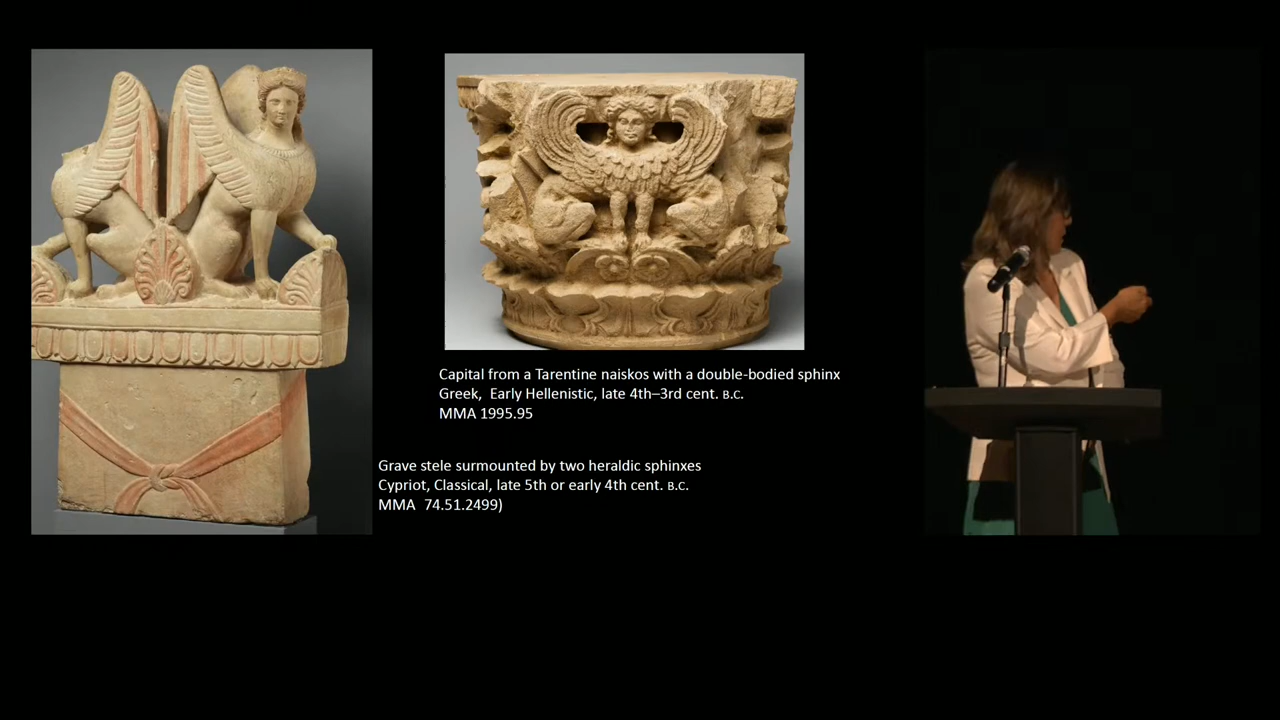 Capital from a Tarentine naiskos with a double-bodied sphinx
Greek,  Early Hellenistic, late 4th–3rd cent. B.C.
MMA 1995.95
Grave stele surmounted by two heraldic sphinxes
Cypriot, Classical, late 5th or early 4th cent. B.C.
MMA  74.51.2499)